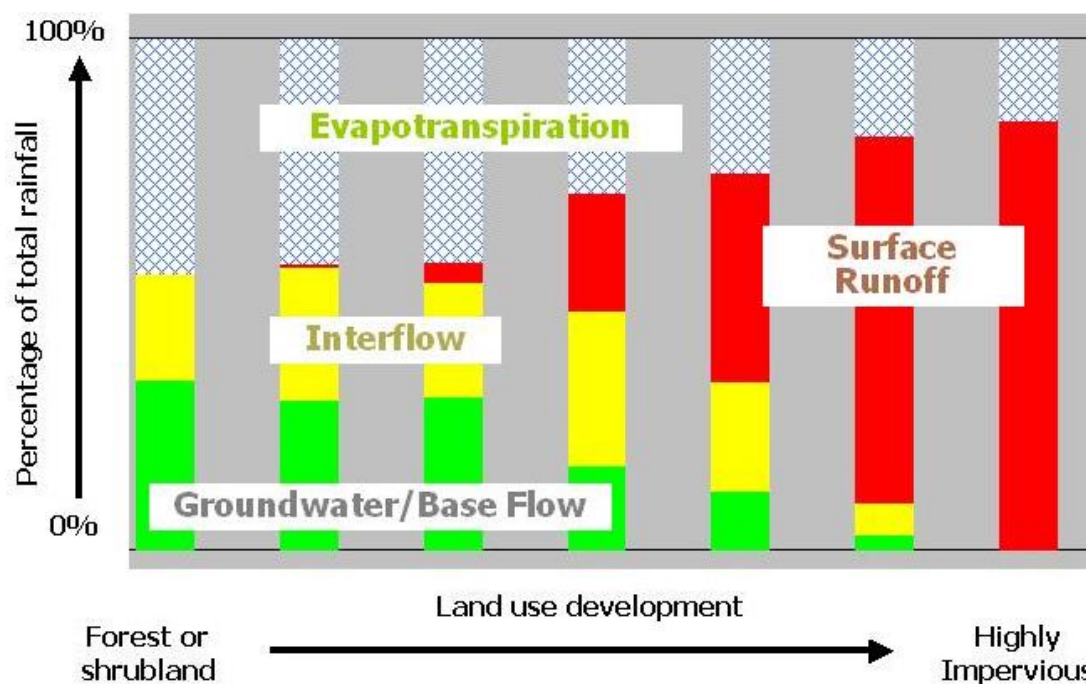 100%
Percentage of total rainfall
0%
Evapotranspiration
Interflow
Groundwater/Base Flow
Surface
Runoff
Land use development
Forest or
shrubland
Highly
Impervious